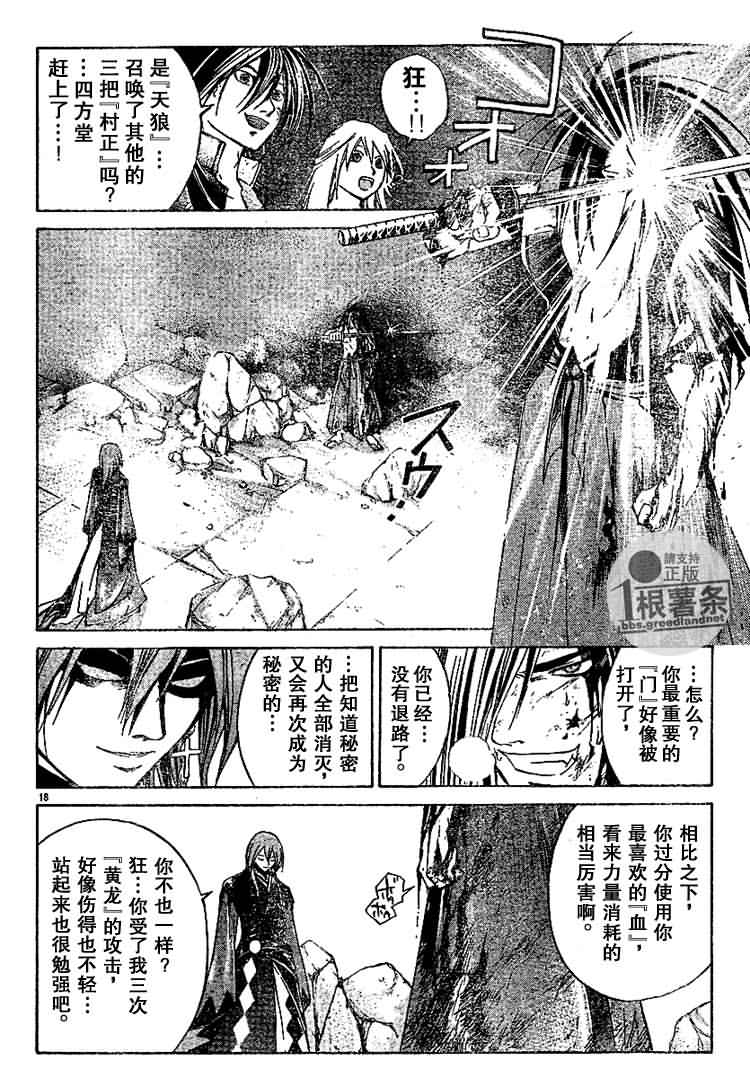 狂…!!
是『天狼』…
召唤了其他的
三把『村正』吗？
…四方堂
赶上了…！
コオオ
スウ…
請支持
正版
1根薯条
bbs.greedlandnet
…怎么？
你最重要的
『门』好像被
打开了，
你已经…
没有退路了。
…把知道秘密
的人全部消灭，
又会再次成为
秘密的…
18
相比之下，
你过分使用你
最喜欢的『血』，
看来力量消耗的
相当厉害啊。
你不也一样？
狂…你受了我三次
『黄龙』的攻击，
好像伤得也不轻…
站起来也很勉强吧。